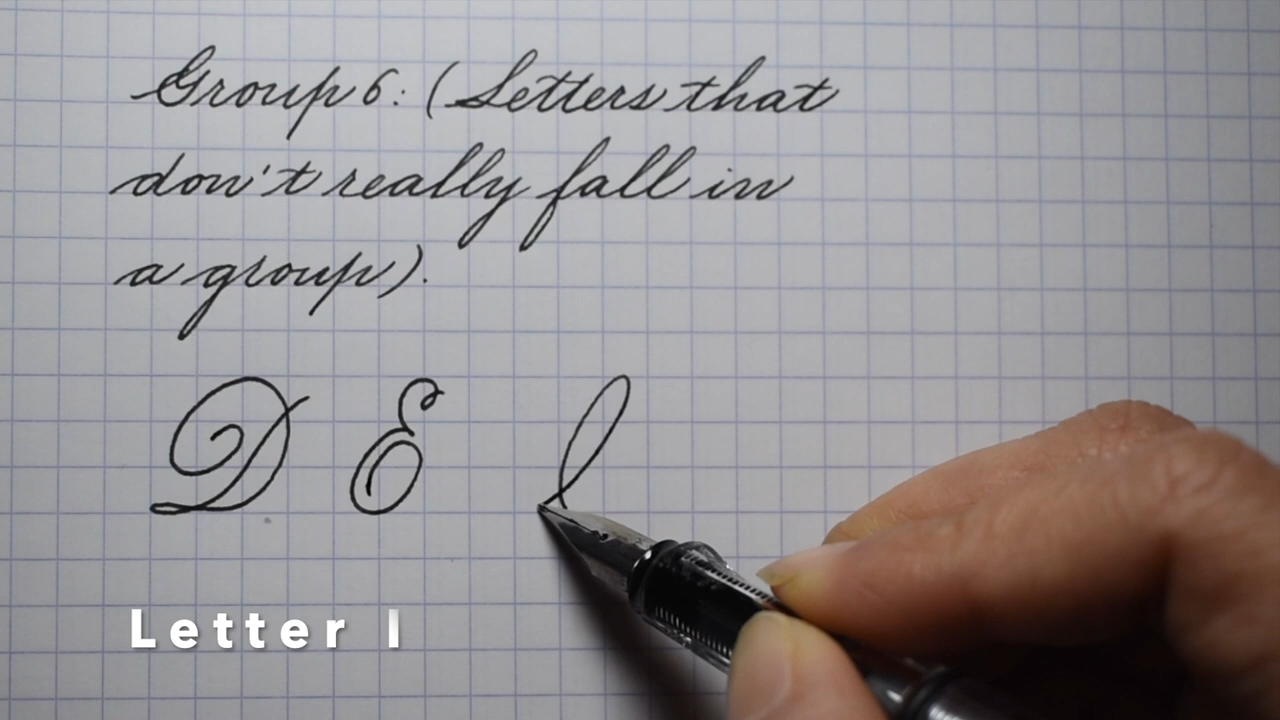 Group 6: (Letters that
don't really fall in
a group).
D E I
Letter I